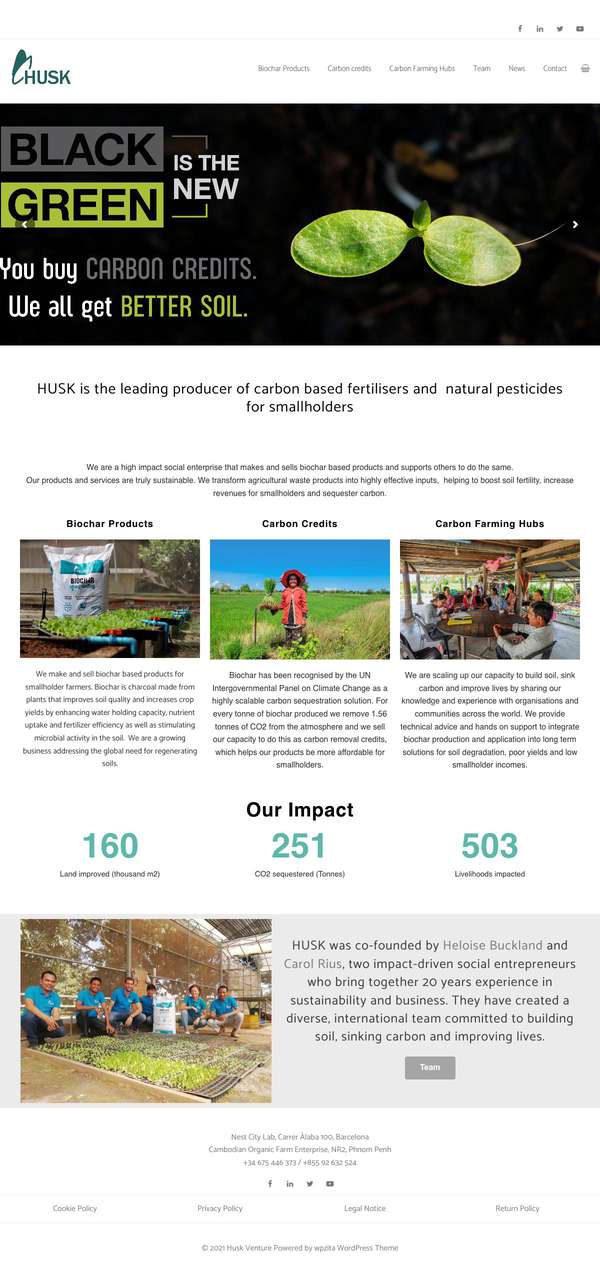 HUSK
Biochar Products Carbon credits Carbon Farming Hubs Team News Contact
BLACK
IS THE
NEW
GREEN
You buy CARBON CREDITS.
We all get BETTER SOIL.
HUSK is the leading producer of carbon based fertilisers and natural pesticides
for smallholders
We are a high impact social enterprise that makes and sells biochar based products and supports others to do the same.
Our products and services are truly sustainable. We transform agricultural waste products into highly effective inputs, helping to boost soil fertility, increase
revenues for smallholders and sequester carbon.
Biochar Products
BIOCHAR
We make and sell biochar based products for
smallholder farmers. Biochar is charcoal made from
plants that improves soil quality and increases crop
yields by enhancing water holding capacity, nutrient
uptake and fertilizer efficiency as well as stimulating
microbial activity in the soil. We are a growing
business addressing the global need for regenerating
soils.
Carbon Credits
Biochar has been recognised by the UN
Intergovernmental Panel on Climate Change as a
highly scalable carbon sequestration solution. For
every tonne of biochar produced we remove 1.56
tonnes of CO2 from the atmosphere and we sell
our capacity to do this as carbon removal credits,
which helps our products be more affordable for
smallholders.
Carbon Farming Hubs
We are scaling up our capacity to build soil, sink
carbon and improve lives by sharing our
knowledge and experience with organisations and
communities across the world. We provide
technical advice and hands on support to integrate
biochar production and application into long term
solutions for soil degradation, poor yields and low
smallholder incomes.
Our Impact
160
Land improved (thousand m2)
251
CO2 sequestered (Tonnes)
503
Livelihoods impacted
HUSK was co-founded by Heloise Buckland and
Carol Rius, two impact-driven social entrepreneurs
who bring together 20 years experience in
sustainability and business. They have created a
diverse, international team committed to building
soil, sinking carbon and improving lives.
Team
Nest City Lab, Carrer Àlaba 100, Barcelona
Cambodian Organic Farm Enterprise, NR2, Phnom Penh
+34 675 446 373 / +855 92 632 524
Cookie Policy Privacy Policy Legal Notice Return Policy
© 2021 Husk Venture Powered by wpzita WordPress Theme